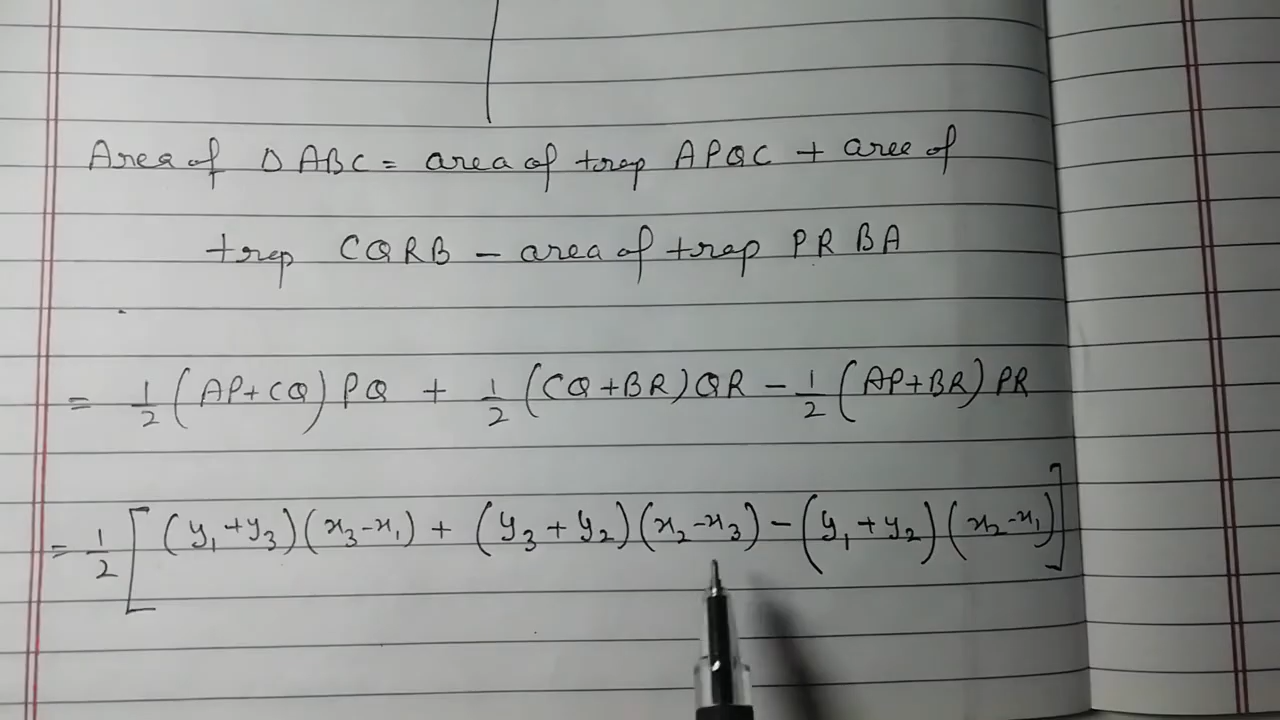 Area of Δ ABC = area of trap APQC + area of
trap CQRB - area of trap PRBA
= 1/2 (AP+CQ) PQ + 1/2 (CQ+BR) QR - 1/2 (AP+BR) PR
= 1/2 [(y₁+y₃)(x₃-x₁) + (y₃+y₂)(x₂-x₃) - (y₁+y₂)(x₂-x₁)]